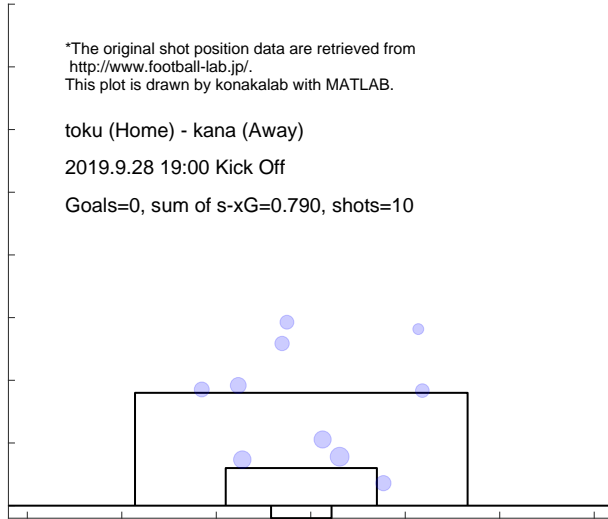 *The original shot position data are retrieved from
http://www.football-lab.jp/.
This plot is drawn by konakalab with MATLAB.
toku (Home) - kana (Away)
2019.9.28 19:00 Kick Off
Goals=0, sum of s-xG=0.790, shots=10